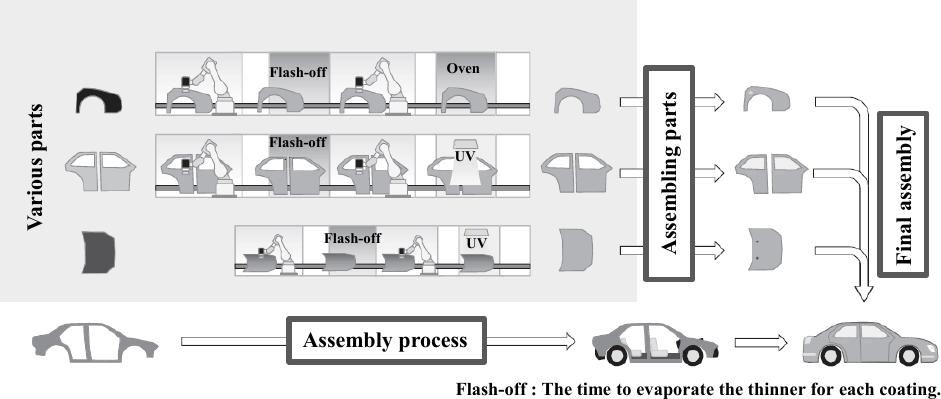 Various parts
Flash-off
Oven
Flash-off
UV
Flash-off
UV
Assembling parts
Final assembly
Assembly process
Flash-off : The time to evaporate the thinner for each coating.